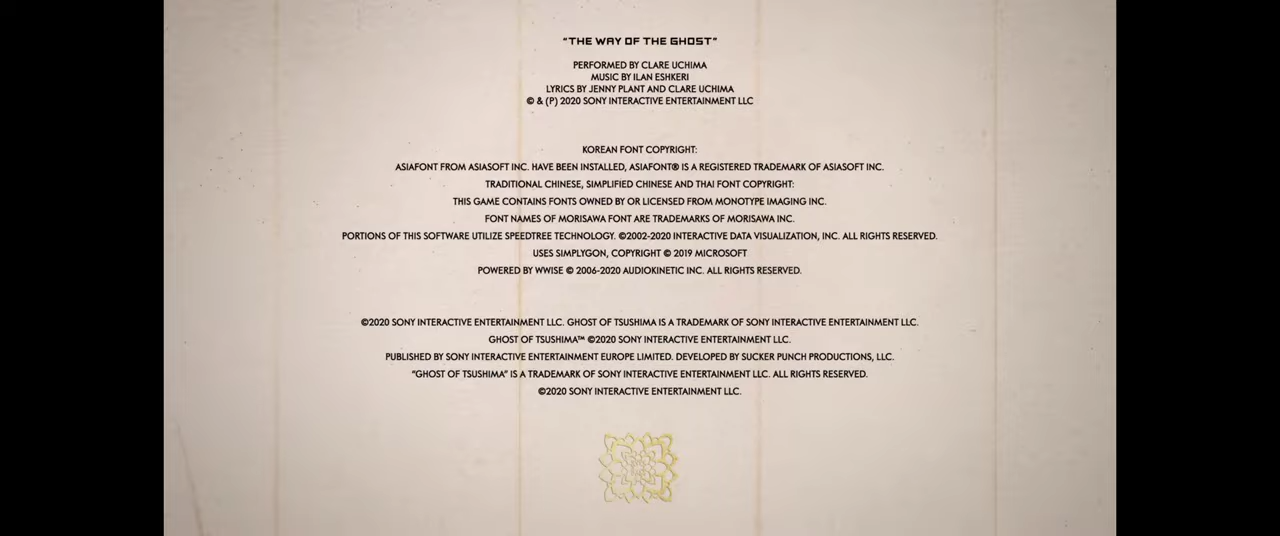 "THE WAY OF THE GHOST"
PERFORMED BY CLARE UCHIMA
MUSIC BY ILAN ESHKERI
LYRICS BY JENNY PLANT AND CLARE UCHIMA
© & (P) 2020 SONY INTERACTIVE ENTERTAINMENT LLC
KOREAN FONT COPYRIGHT:
ASIAFONT FROM ASIASOFT INC. HAVE BEEN INSTALLED, ASIAFONT® IS A REGISTERED TRADEMARK OF ASIASOFT INC.
TRADITIONAL CHINESE, SIMPLIFIED CHINESE AND THAI FONT COPYRIGHT:
THIS GAME CONTAINS FONTS OWNED BY OR LICENSED FROM MONOTYPE IMAGING INC.
FONT NAMES OF MORISAWA FONT ARE TRADEMARKS OF MORISAWA INC.
PORTIONS OF THIS SOFTWARE UTILIZE SPEEDTREE TECHNOLOGY. ©2002-2020 INTERACTIVE DATA VISUALIZATION, INC. ALL RIGHTS RESERVED.
USES SIMPLYGON, COPYRIGHT © 2019 MICROSOFT
POWERED BY WWISE © 2006-2020 AUDIOKINETIC INC. ALL RIGHTS RESERVED.
©2020 SONY INTERACTIVE ENTERTAINMENT LLC. GHOST OF TSUSHIMA IS A TRADEMARK OF SONY INTERACTIVE ENTERTAINMENT LLC.
GHOST OF TSUSHIMA™ ©2020 SONY INTERACTIVE ENTERTAINMENT LLC.
PUBLISHED BY SONY INTERACTIVE ENTERTAINMENT EUROPE LIMITED. DEVELOPED BY SUCKER PUNCH PRODUCTIONS, LLC.
"GHOST OF TSUSHIMA" IS A TRADEMARK OF SONY INTERACTIVE ENTERTAINMENT LLC. ALL RIGHTS RESERVED.
©2020 SONY INTERACTIVE ENTERTAINMENT LLC.